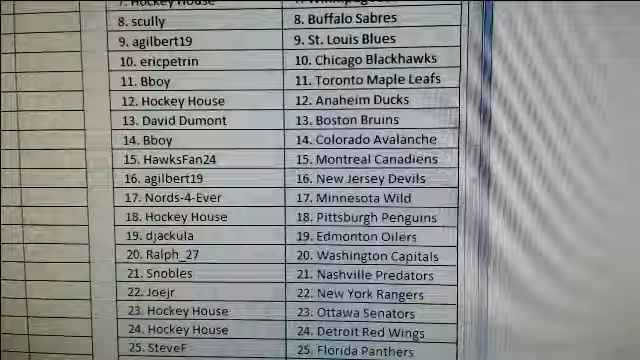 7. Hockey House
8. scully 8. Buffalo Sabres
9. agilbert19 9. St. Louis Blues
10. ericpetrin 10. Chicago Blackhawks
11. Bboy 11. Toronto Maple Leafs
12. Hockey House 12. Anaheim Ducks
13. David Dumont 13. Boston Bruins
14. Bboy 14. Colorado Avalanche
15. HawksFan24 15. Montreal Canadiens
16. agilbert19 16. New Jersey Devils
17. Nords-4-Ever 17. Minnesota Wild
18. Hockey House 18. Pittsburgh Penguins
19. djackula 19. Edmonton Oilers
20. Ralph_27 20. Washington Capitals
21. Snobles 21. Nashville Predators
22. Joejr 22. New York Rangers
23. Hockey House 23. Ottawa Senators
24. Hockey House 24. Detroit Red Wings
25. SteveF 25. Florida Panthers